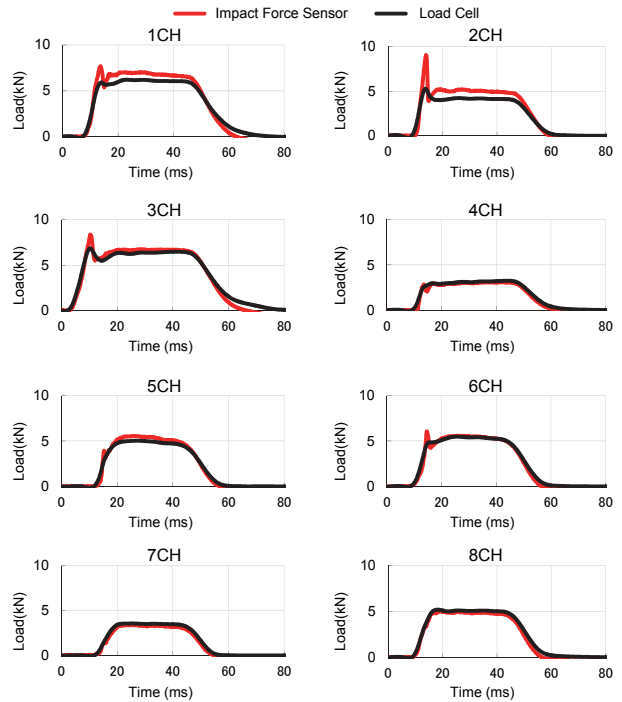 Impact Force Sensor Load Cell
1CH 2CH
10 10
Load(kN) 5 Load(kN) 5
0 0
0 20 40 60 80 0 20 40 60 80
Time (ms) Time (ms)
3CH 4CH
10 10
Load(kN) 5 Load(kN) 5
0 0
0 20 40 60 80 0 20 40 60 80
Time (ms) Time (ms)
5CH 6CH
10 10
Load(kN) 5 Load(kN) 5
0 0
0 20 40 60 80 0 20 40 60 80
Time (ms) Time (ms)
7CH 8CH
10 10
Load(kN) 5 Load(kN) 5
0 0
0 20 40 60 80 0 20 40 60 80
Time (ms) Time (ms)